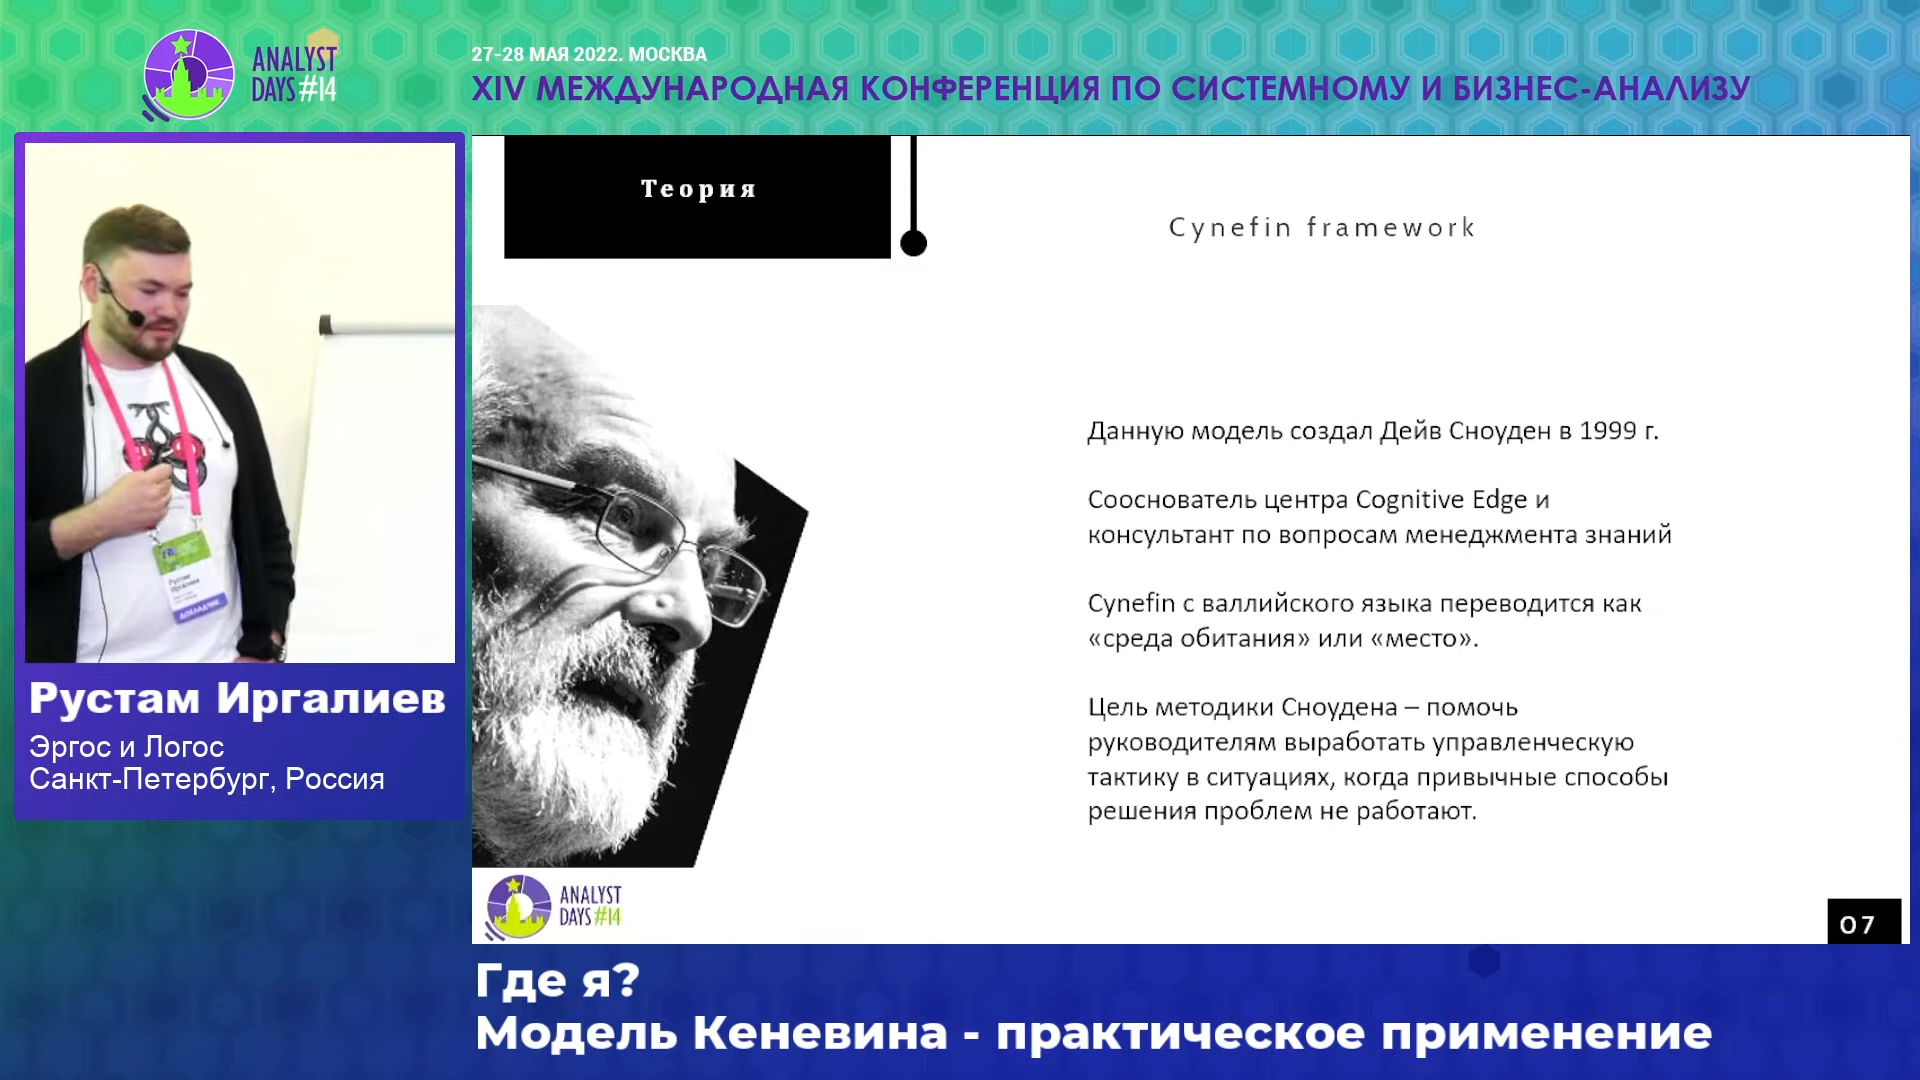 ANALYST
DAYS#14
27-28 МАЯ 2022. МОСКВА
XIV МЕЖДУНАРОДНАЯ КОНФЕРЕНЦИЯ ПО СИСТЕМНОМУ И БИЗНЕС-АНАЛИЗУ
Рустам
Иргалиев
ДОКЛАДЧИК
Рустам Иргалиев
Эргос и Логос
Санкт-Петербург, Россия
Теория
Cynefin framework
Данную модель создал Дейв Сноуден в 1999 г.
Сооснователь центра Cognitive Edge и
консультант по вопросам менеджмента знаний
Cynefin с валлийского языка переводится как
«среда обитания» или «место».
Цель методики Сноудена – помочь
руководителям выработать управленческую
тактику в ситуациях, когда привычные способы
решения проблем не работают.
ANALYST
DAYS#14
07
Где я?
Модель Кеневина - практическое применение